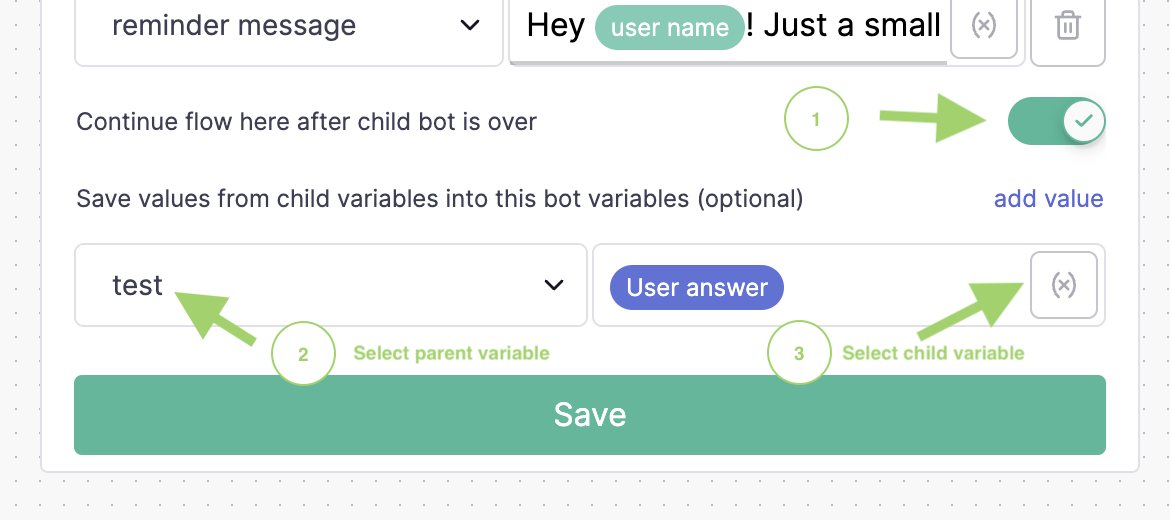 reminder message
Hey user name! Just a small
(x)
Continue flow here after child bot is over
1
Save values from child variables into this bot variables (optional)
add value
test
User answer
(x)
2
Select parent variable
3
Select child variable
Save